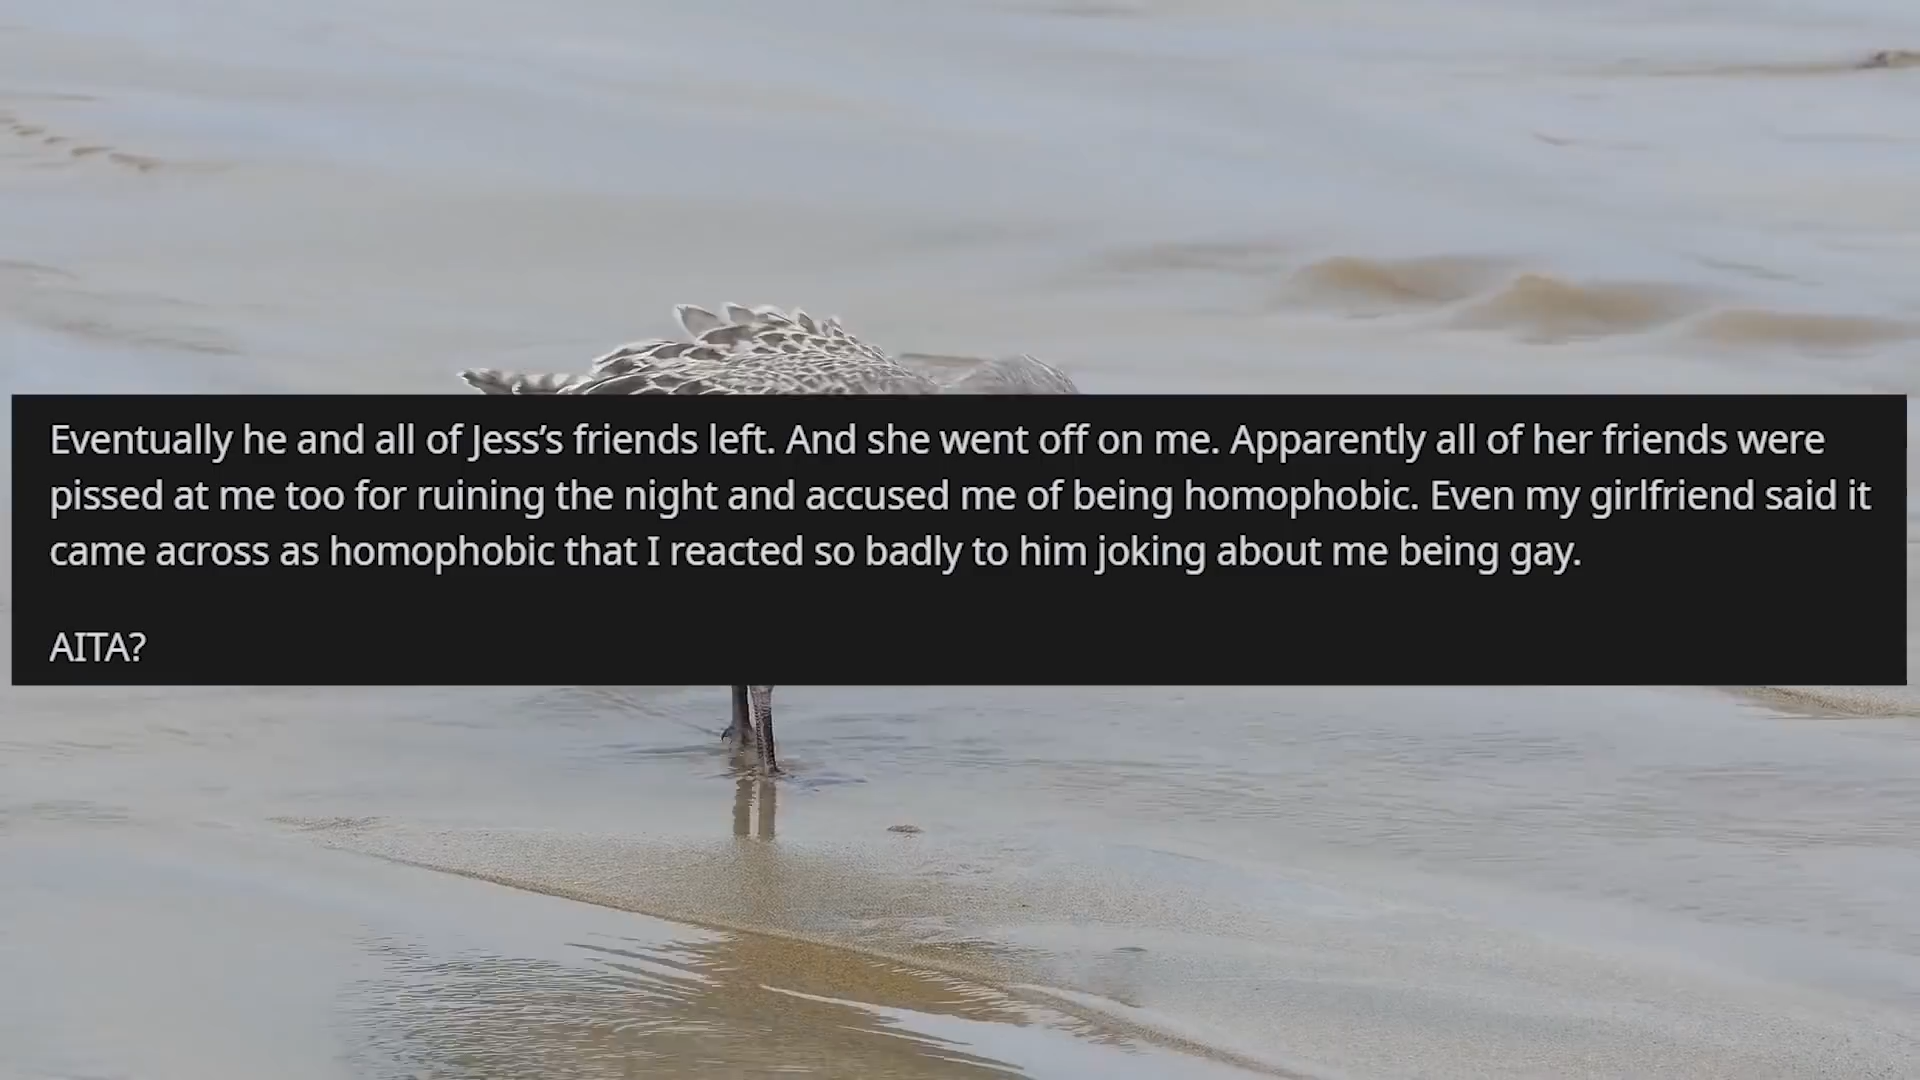 Eventually he and all of Jess’s friends left. And she went off on me. Apparently all of her friends were
pissed at me too for ruining the night and accused me of being homophobic. Even my girlfriend said it
came across as homophobic that I reacted so badly to him joking about me being gay.
AITA?